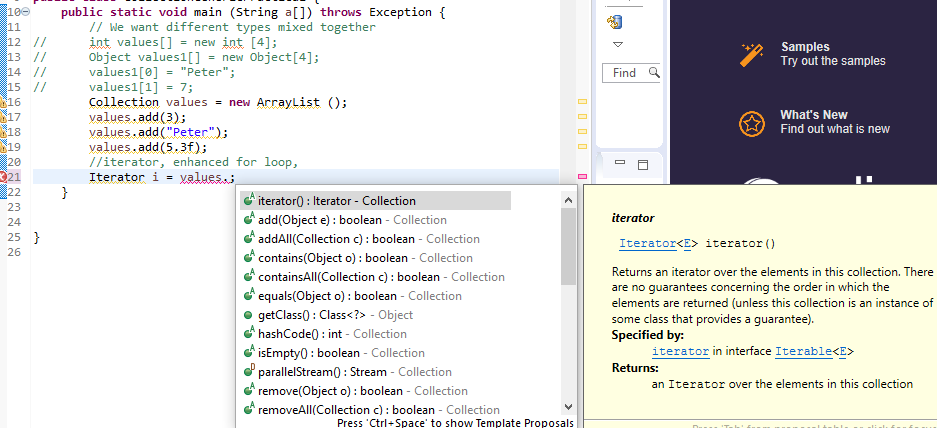 10 public static void main (String a[]) throws Exception {
11 // We want different types mixed together
12 // int values[] = new int [4];
13 // Object values1[] = new Object[4];
14 // values1[0] = "Peter";
15 // values1[1] = 7;
16 Collection values = new ArrayList ();
17 values.add(3);
18 values.add("Peter");
19 values.add(5.3f);
20 //iterator, enhanced for loop,
21 Iterator i = values.;
22 }
23
24
25 }
26
iterator() : Iterator - Collection
add(Object e) : boolean - Collection
addAll(Collection c) : boolean - Collection
contains(Object o) : boolean - Collection
containsAll(Collection c) : boolean - Collection
equals(Object o) : boolean - Collection
getClass() : Class<?> - Object
hashCode() : int - Collection
isEmpty() : boolean - Collection
parallelStream() : Stream - Collection
remove(Object o) : boolean - Collection
removeAll(Collection c) : boolean - Collection
Press 'Ctrl+Space' to show Template Proposals
iterator
Iterator<E> iterator()
Returns an iterator over the elements in this collection. There
are no guarantees concerning the order in which the
elements are returned (unless this collection is an instance of
some class that provides a guarantee).
Specified by:
iterator in interface Iterable<E>
Returns:
an Iterator over the elements in this collection
Find
Samples
Try out the samples
What's New
Find out what is new